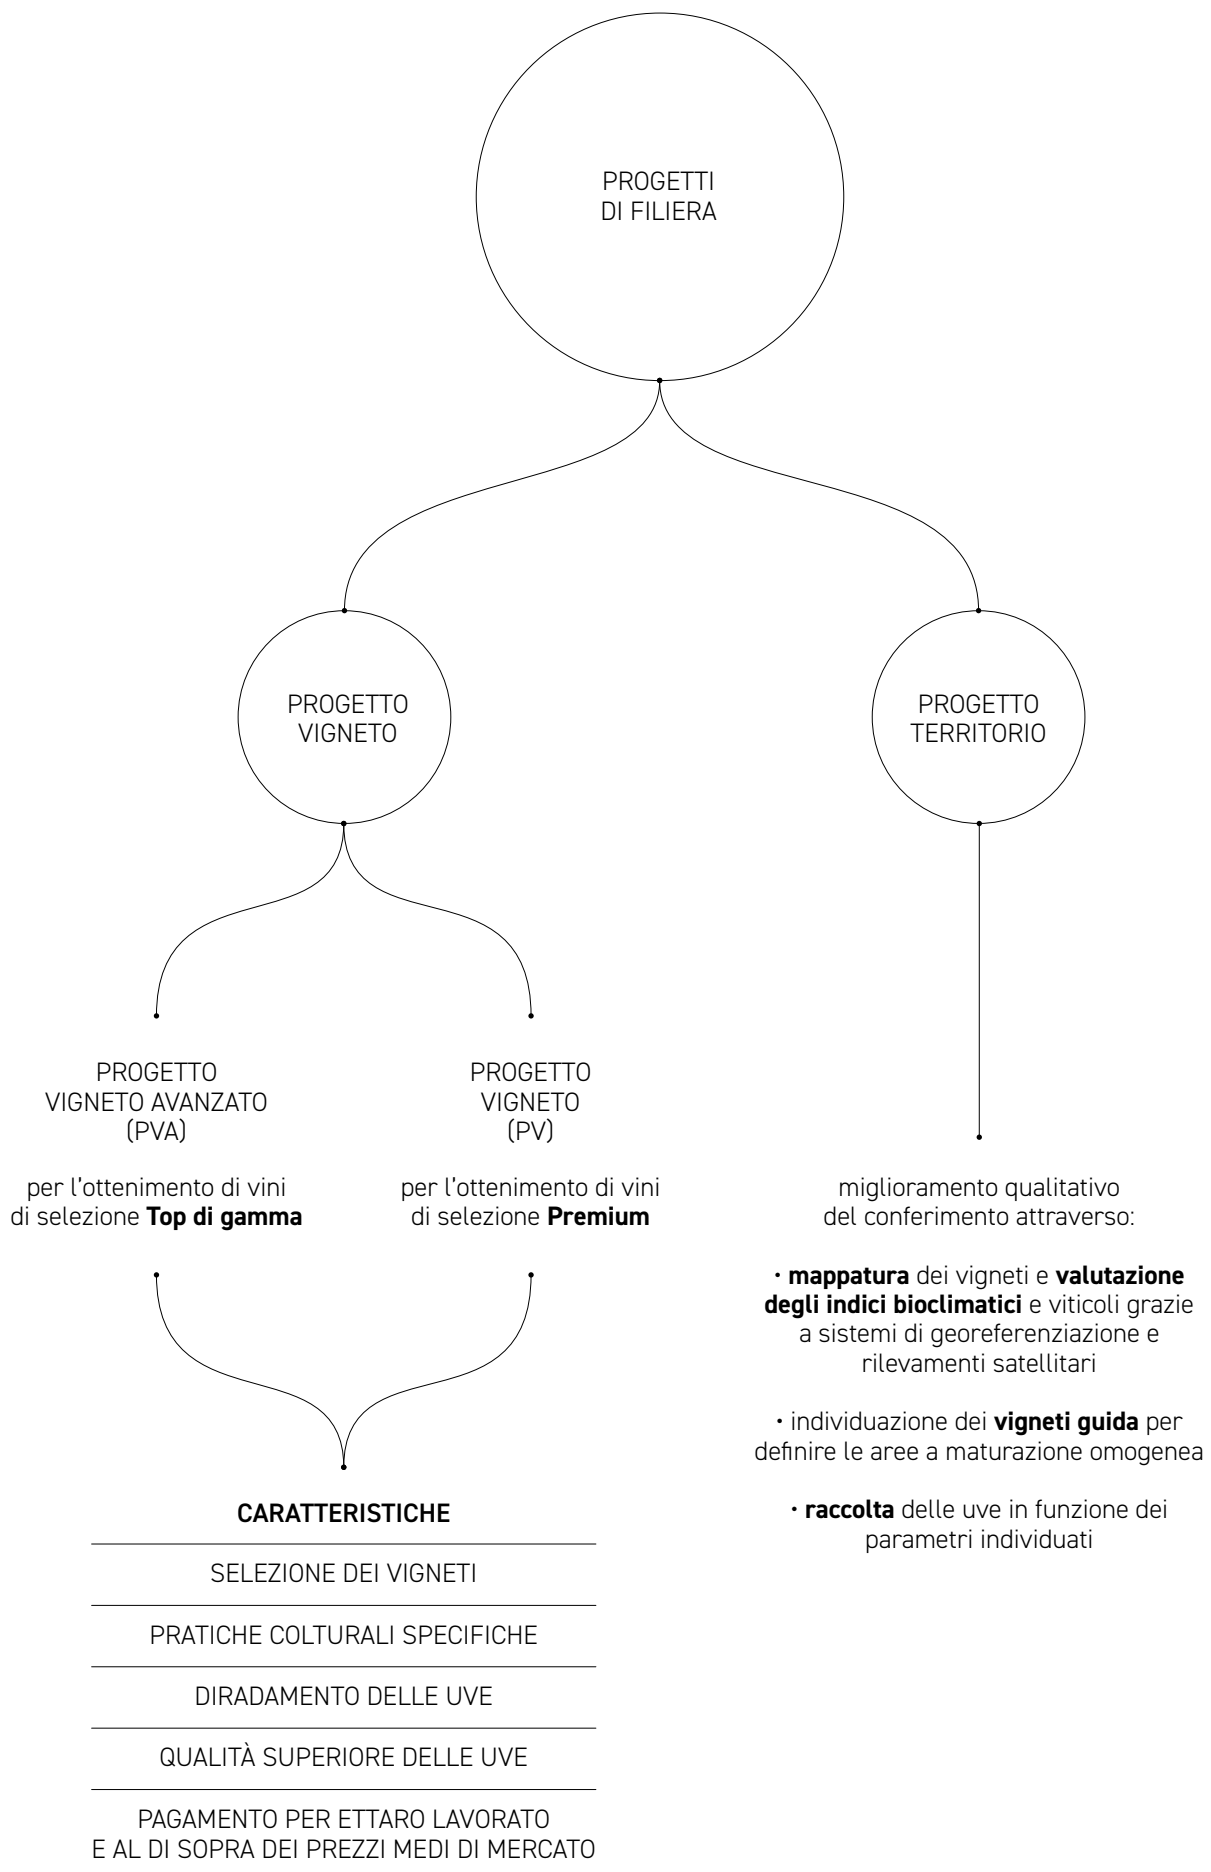 PROGETTI
DI FILIERA
PROGETTO
VIGNETO
PROGETTO
TERRITORIO
PROGETTO
VIGNETO AVANZATO
(PVA)
per l'ottenimento di vini
di selezione Top di gamma
PROGETTO
VIGNETO
(PV)
per l'ottenimento di vini
di selezione Premium
CARATTERISTICHE
SELEZIONE DEI VIGNETI
PRATICHE COLTURALI SPECIFICHE
DIRADAMENTO DELLE UVE
QUALITÀ SUPERIORE DELLE UVE
PAGAMENTO PER ETTARO LAVORATO
E AL DI SOPRA DEI PREZZI MEDI DI MERCATO
miglioramento qualitativo
del conferimento attraverso:
· mappatura dei vigneti e valutazione
degli indici bioclimatici e viticoli grazie
a sistemi di georeferenziazione e
rilevamenti satellitari
· individuazione dei vigneti guida per
definire le aree a maturazione omogenea
· raccolta delle uve in funzione dei
parametri individuati